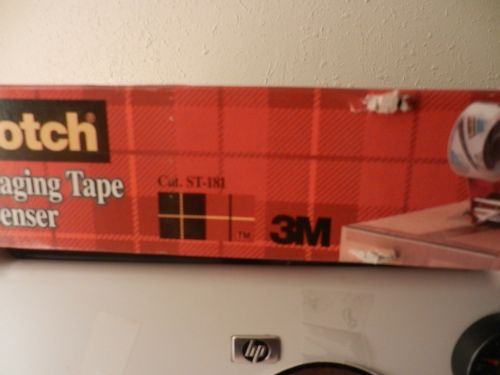 otch®
aging Tape
enser
Cat. ST-181
TM
3M
hp